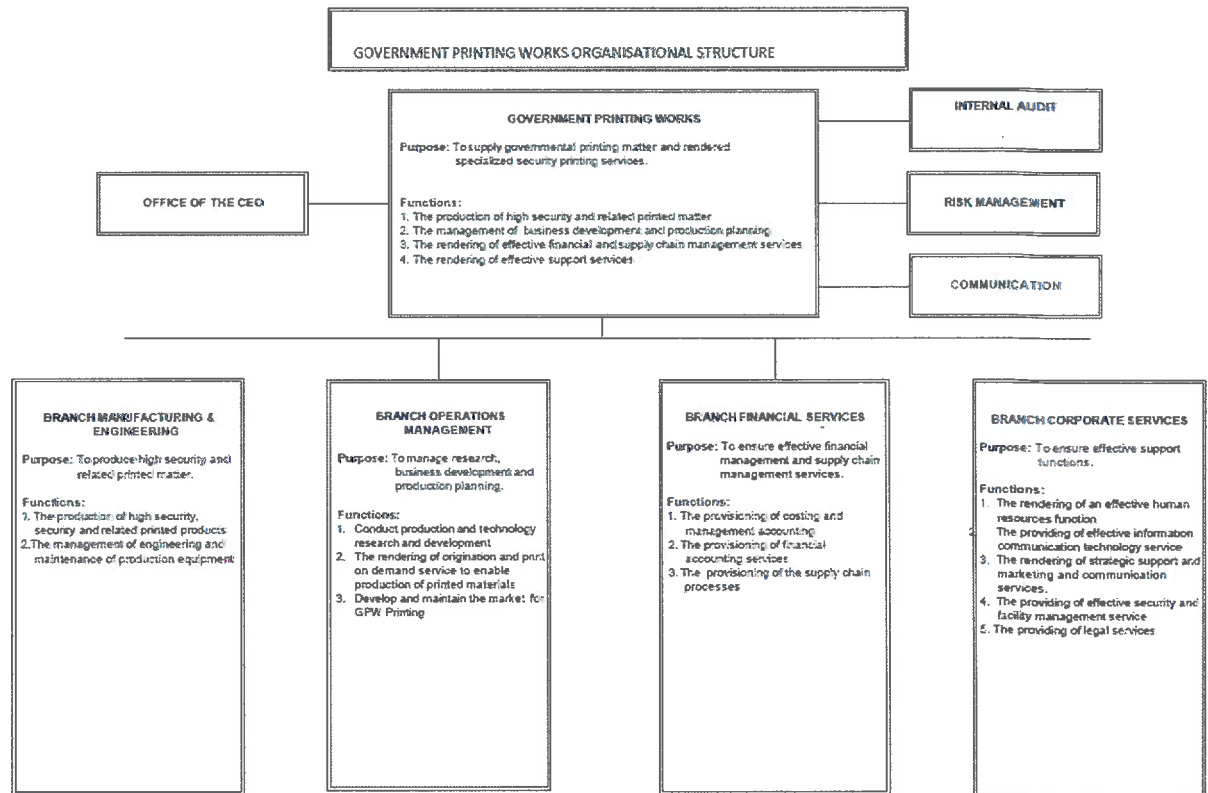 GOVERNMENT PRINTING WORKS ORGANISATIONAL STRUCTURE
GOVERNMENT PRINTING WORKS
Purpose: To supply governmental printing matter and rendered
specialized security printing services.
Functions:
1. The production of high security and related printed matter
2. The management of business development and production planning
3. The rendering of effective financial and supply chain management services
4. The rendering of effective support services
OFFICE OF THE CEO
INTERNAL AUDIT
RISK MANAGEMENT
COMMUNICATION
BRANCH MANUFACTURING &
ENGINEERING
Purpose: To produce high security and
related printed matter.
Functions:
1. The production of high security,
security and related printed products
2.The management of engineering and
maintenance of production equipment
BRANCH OPERATIONS
MANAGEMENT
Purpose: To manage research,
business development and
production planning.
Functions:
1. Conduct production and technology
research and development
2. The rendering of origination and print
on demand service to enable
production of printed materials
3. Develop and maintain the market for
GPW Printing
BRANCH FINANCIAL SERVICES
Purpose: To ensure effective financial
management and supply chain
management services.
Functions:
1. The provisioning of costing and
management accounting
2. The provisioning of financial
accounting services
3. The provisioning of the supply chain
processes
BRANCH CORPORATE SERVICES
Purpose: To ensure effective support
functions.
Functions:
1. The rendering of an effective human
resources function
2. The providing of effective information
communication technology service
3. The rendering of strategic support and
marketing and communication
services.
4. The providing of effective security and
facility management service
5. The providing of legal services